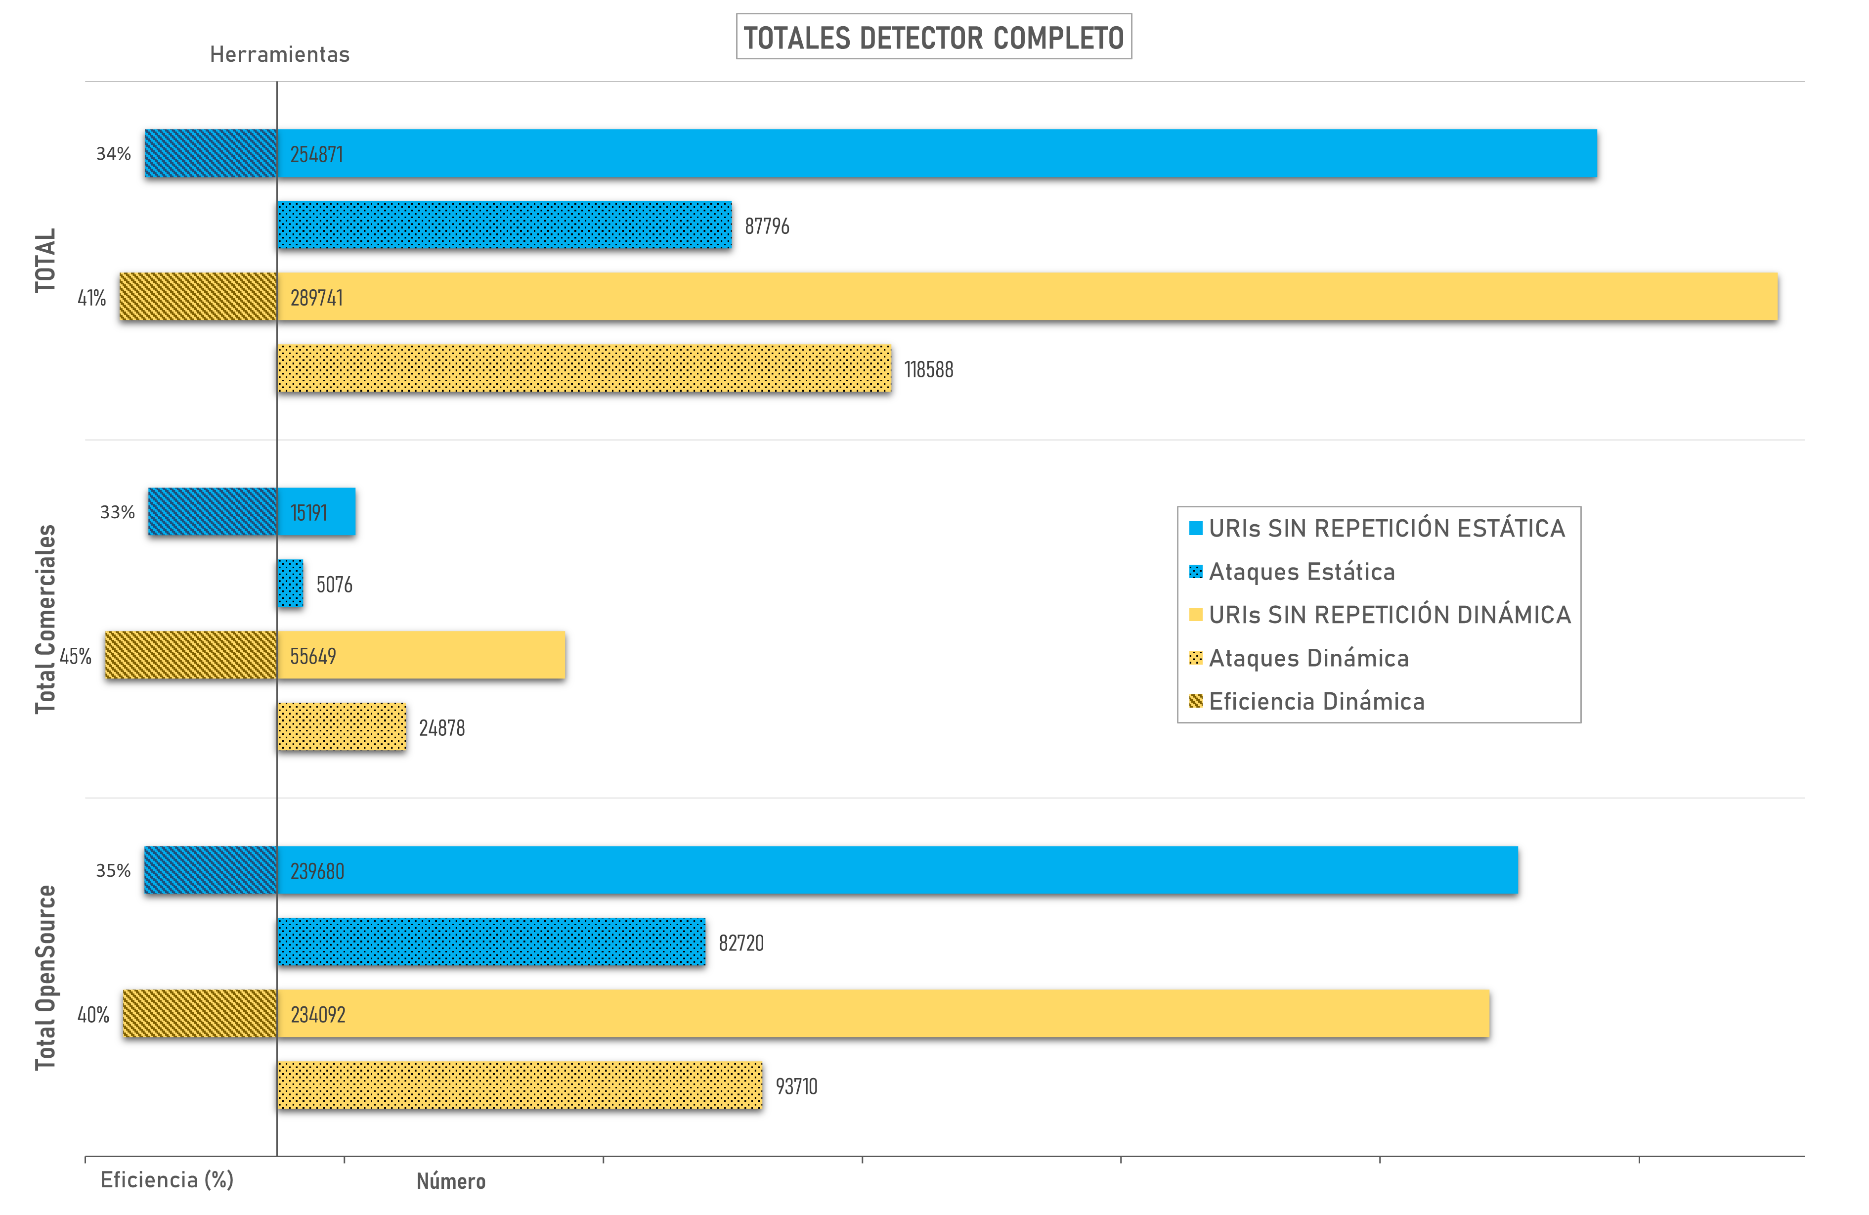 TOTALES DETECTOR COMPLETO
Herramientas
TOTAL
34%
254871
87796
41%
289741
118588
Total Comerciales
33%
15191
5076
45%
55649
24878
URIs SIN REPETICIÓN ESTÁTICA
Ataques Estática
URIs SIN REPETICIÓN DINÁMICA
Ataques Dinámica
Eficiencia Dinámica
Total OpenSource
35%
239680
82720
40%
234092
93710
Eficiencia (%)
Número